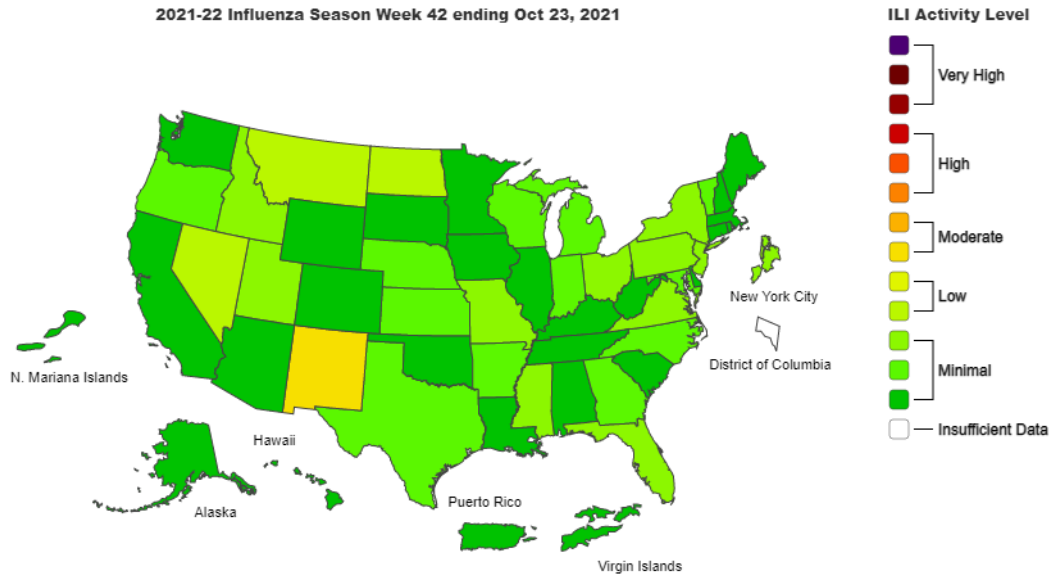 2021-22 Influenza Season Week 42 ending Oct 23, 2021
ILI Activity Level
Very High
High
Moderate
Low
Minimal
Insufficient Data
New York City
District of Columbia
N. Mariana Islands
Hawaii
Alaska
Puerto Rico
Virgin Islands